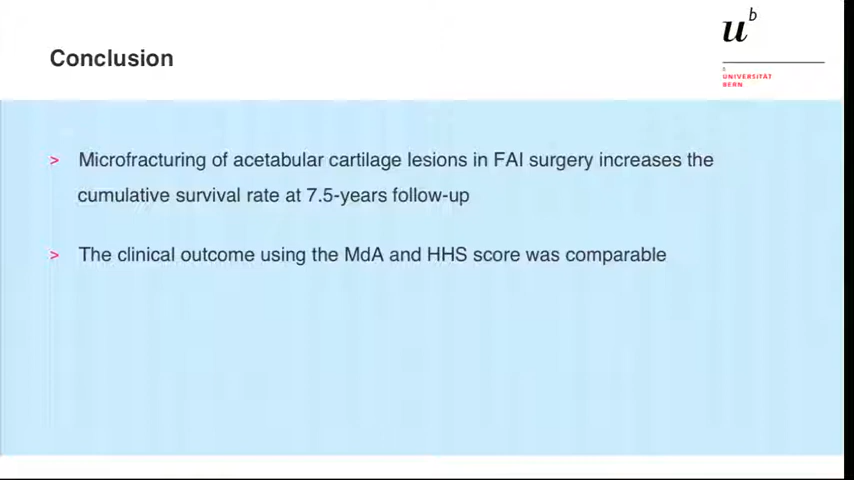 u
b
Conclusion
b
UNIVERSITÄT
BERN
> Microfracturing of acetabular cartilage lesions in FAI surgery increases the
cumulative survival rate at 7.5-years follow-up
> The clinical outcome using the MdA and HHS score was comparable